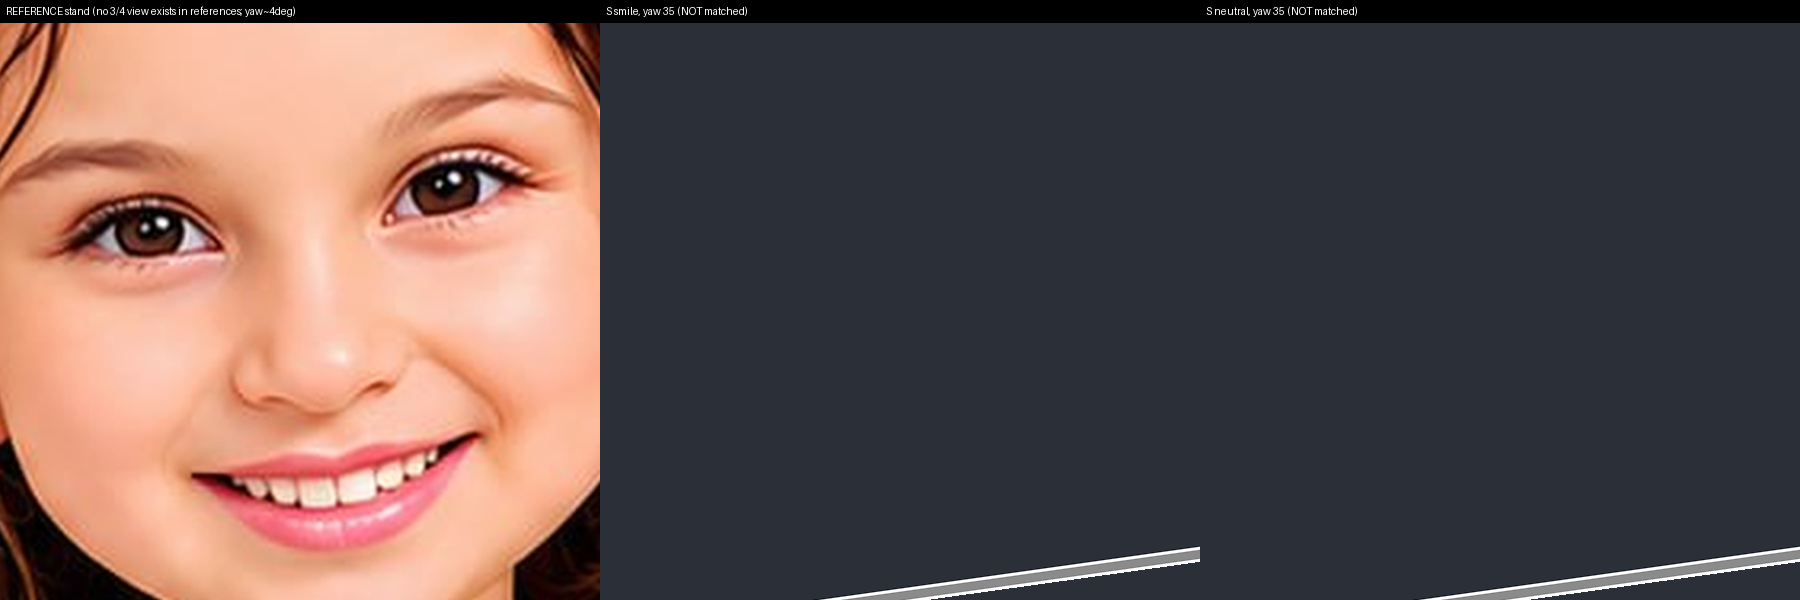 REFERENCE stand (no 3/4 view exists in references; yaw~4deg)
S smile, yaw 35 (NOT matched)
S neutral, yaw 35 (NOT matched)